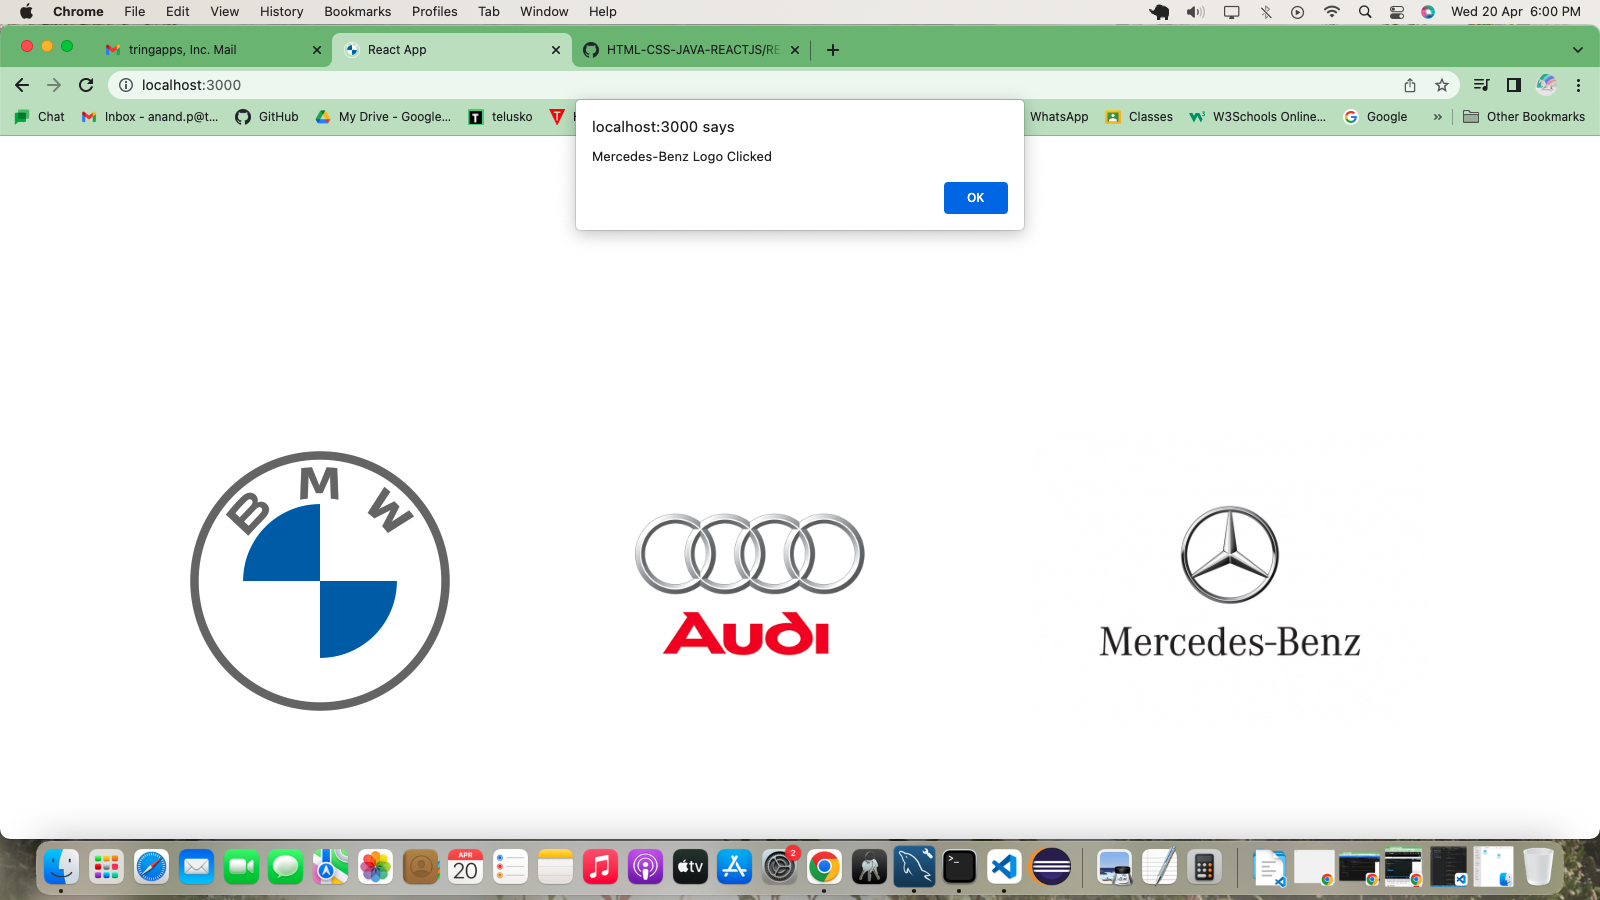 Chrome File Edit View History Bookmarks Profiles Tab Window Help Wed 20 Apr 6:00 PM
tringapps, Inc. Mail React App HTML-CSS-JAVA-REACTJS/RE
localhost:3000
Chat Inbox - anand.p@t... GitHub My Drive - Google... telusko WhatsApp Classes W3Schools Online... Google » Other Bookmarks
localhost:3000 says
Mercedes-Benz Logo Clicked
OK
BMW
Audi
Mercedes-Benz
APR
20
tv
2